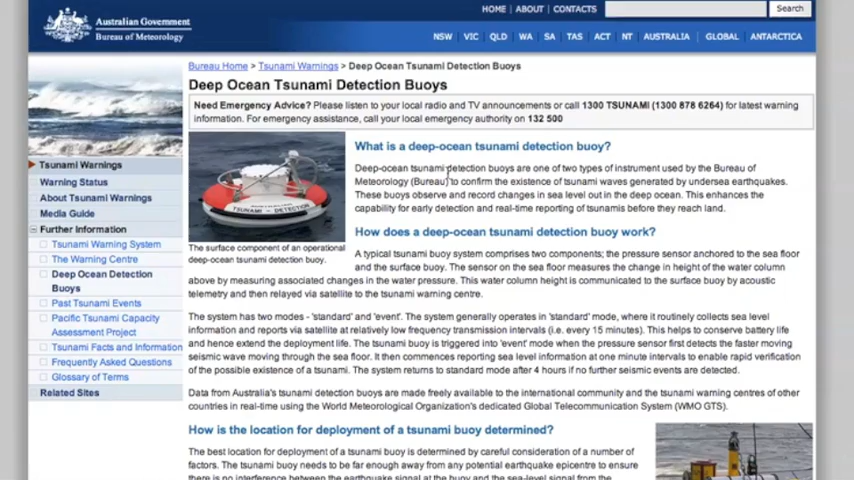 HOME | ABOUT | CONTACTS
Search
Australian Government
Bureau of Meteorology
NSW | VIC | QLD | WA | SA | TAS | ACT | NT | AUSTRALIA | GLOBAL | ANTARCTICA
Bureau Home > Tsunami Warnings > Deep Ocean Tsunami Detection Buoys
Deep Ocean Tsunami Detection Buoys
Need Emergency Advice? Please listen to your local radio and TV announcements or call 1300 TSUNAMI (1300 878 6264) for latest warning
information. For emergency assistance, call your local emergency authority on 132 500
Tsunami Warnings
Warning Status
About Tsunami Warnings
Media Guide
Further Information
Tsunami Warning System
The Warning Centre
Deep Ocean Detection
Buoys
Past Tsunami Events
Pacific Tsunami Capacity
Assessment Project
Tsunami Facts and Information
Frequently Asked Questions
Glossary of Terms
Related Sites
TSUNAMI - DETECTION
The surface component of an operational
deep-ocean tsunami detection buoy.
What is a deep-ocean tsunami detection buoy?
Deep-ocean tsunami detection buoys are one of two types of instrument used by the Bureau of
Meteorology (Bureau) to confirm the existence of tsunami waves generated by undersea earthquakes.
These buoys observe and record changes in sea level out in the deep ocean. This enhances the
capability for early detection and real-time reporting of tsunamis before they reach land.
How does a deep-ocean tsunami buoy work?
A typical tsunami buoy system comprises two components; the pressure sensor anchored to the sea floor
and the surface buoy. The sensor on the sea floor measures the change in height of the water column
above by measuring associated changes in the water pressure. This water column height is communicated to the surface buoy by acoustic
telemetry and then relayed via satellite to the tsunami warning centre.
The system has two modes - 'standard' and 'event'. The system generally operates in 'standard' mode, where it routinely collects sea level
information and reports via satellite at relatively low frequency transmission intervals (i.e. every 15 minutes). This helps to conserve battery life
and hence extend the deployment life. The tsunami buoy is triggered into 'event' mode when the pressure sensor first detects the faster moving
seismic wave moving through the sea floor. It then commences reporting sea level information at one minute intervals to enable rapid verification
of the possible existence of a tsunami. The system returns to standard mode after 4 hours if no further seismic events are detected.
Data from Australia's tsunami detection buoys are made freely available to the international community and the tsunami warning centres of other
countries in real-time using the World Meteorological Organization's dedicated Global Telecommunication System (WMO GTS).
How is the location for deployment of a tsunami buoy determined?
The best location for deployment of a tsunami buoy is determined by careful consideration of a number of
factors. The tsunami buoy needs to be far enough away from any potential earthquake epicentre to ensure
there is no interference between the earthquake signal at the buoy and the sea-level signal from the